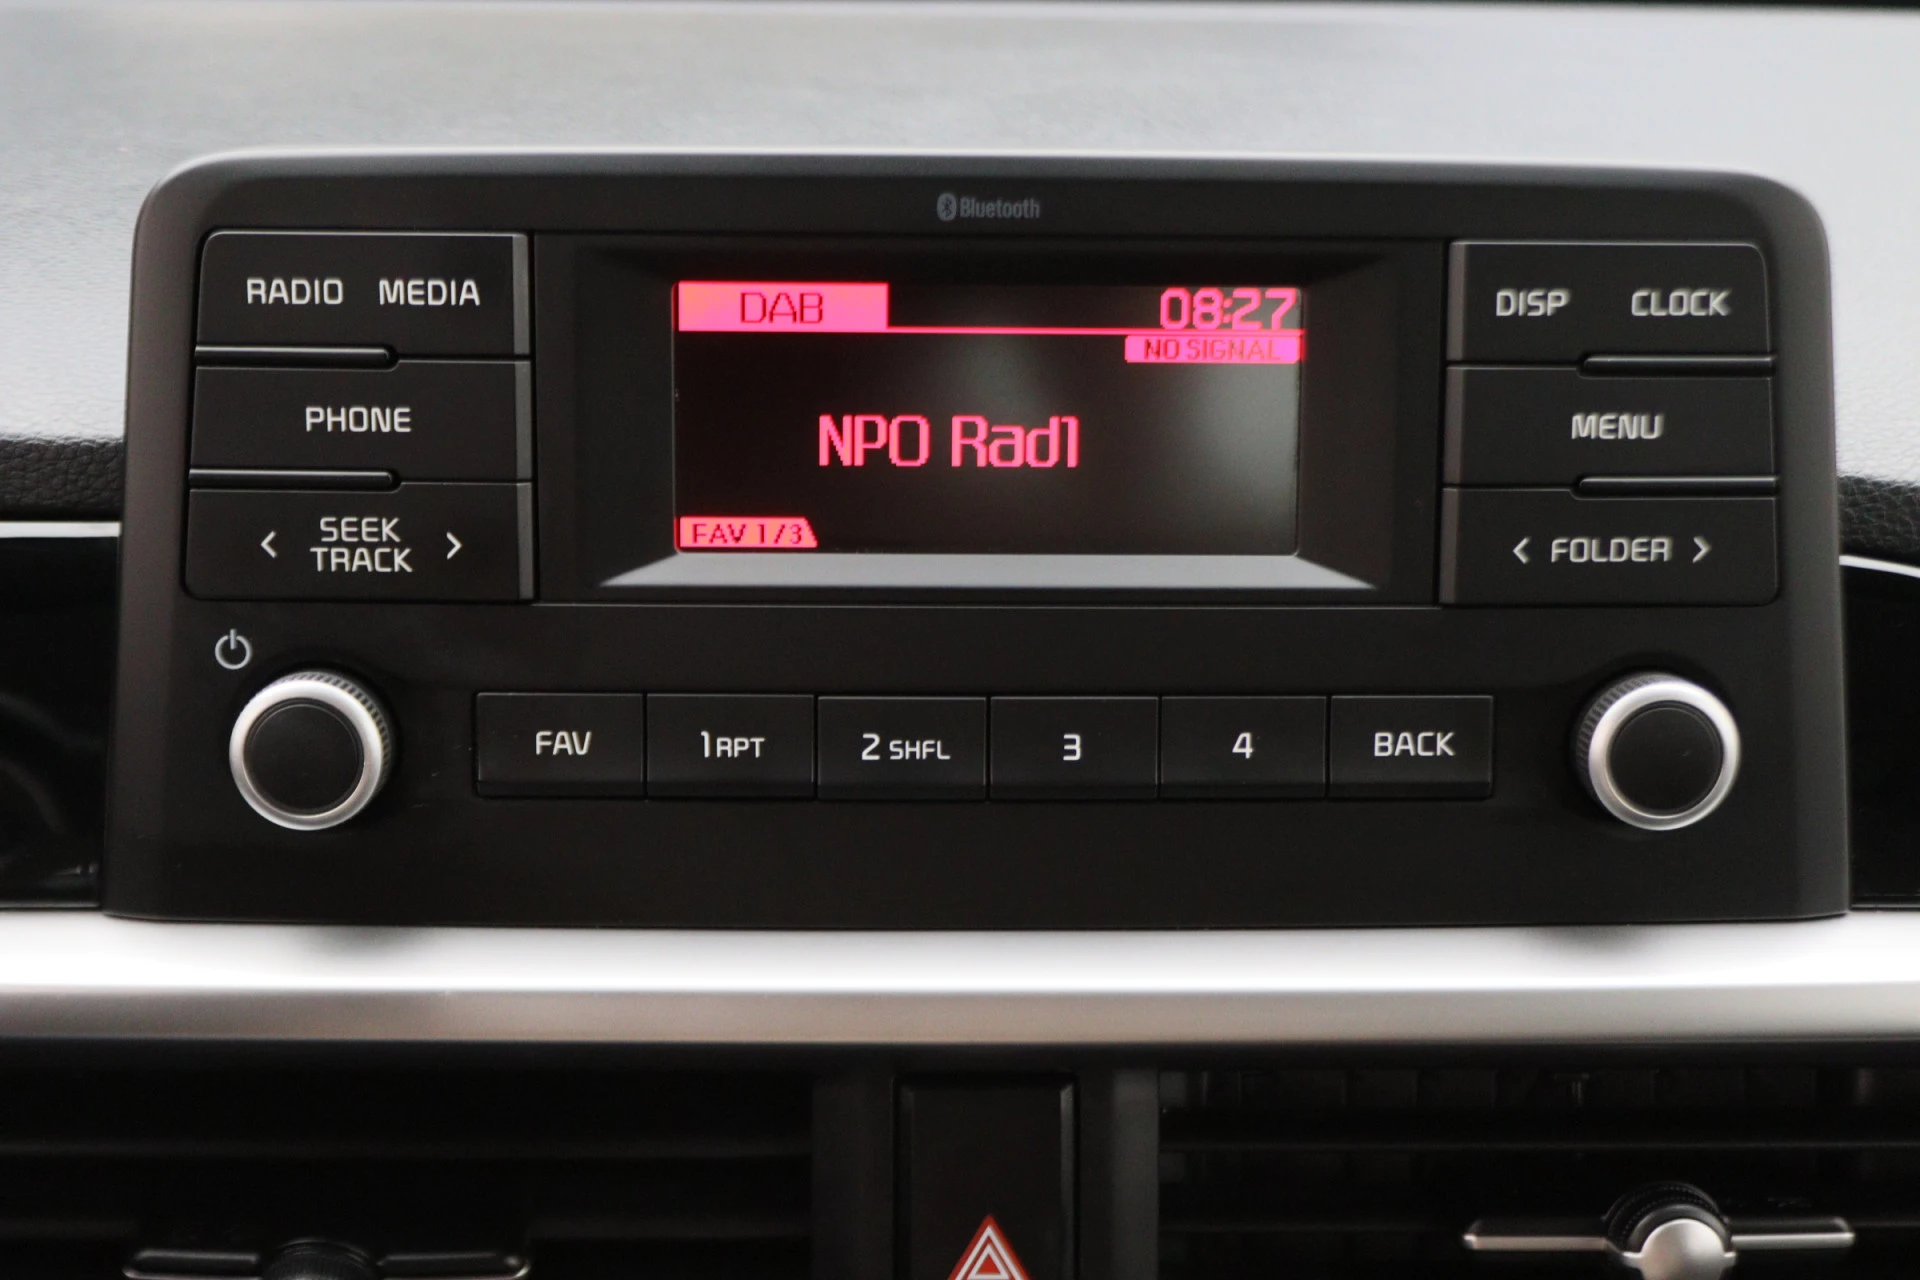 Bluetooth
RADIO MEDIA
PHONE
< SEEK >
TRACK
DAB 08:27
NO SIGNAL
NPO Rad1
FAV 1/3
DISP CLOCK
MENU
< FOLDER >
FAV 1 RPT 2 SHFL 3 4 BACK